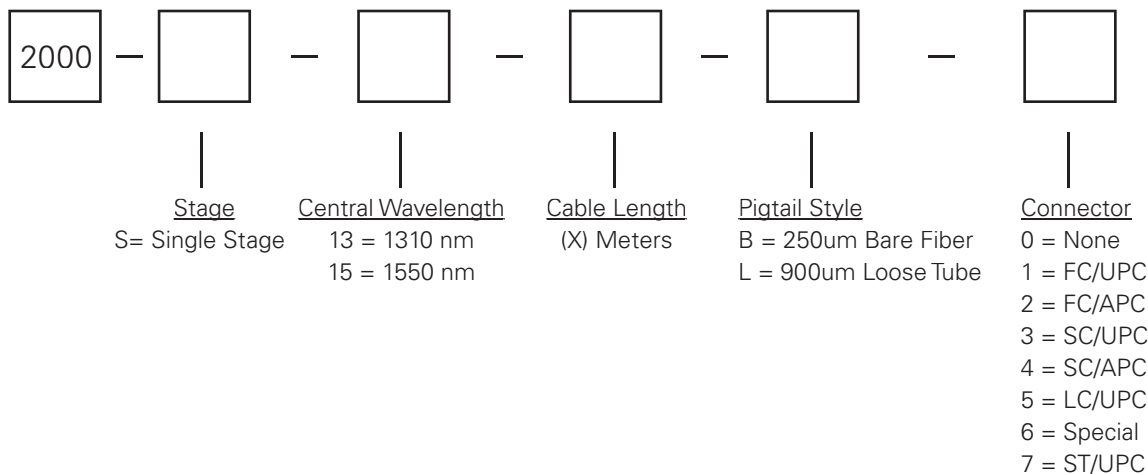 2000 – – – – –
Stage
S= Single Stage
Central Wavelength
13 = 1310 nm
15 = 1550 nm
Cable Length
(X) Meters
Pigtail Style
B = 250um Bare Fiber
L = 900um Loose Tube
Connector
0 = None
1 = FC/UPC
2 = FC/APC
3 = SC/UPC
4 = SC/APC
5 = LC/UPC
6 = Special
7 = ST/UPC